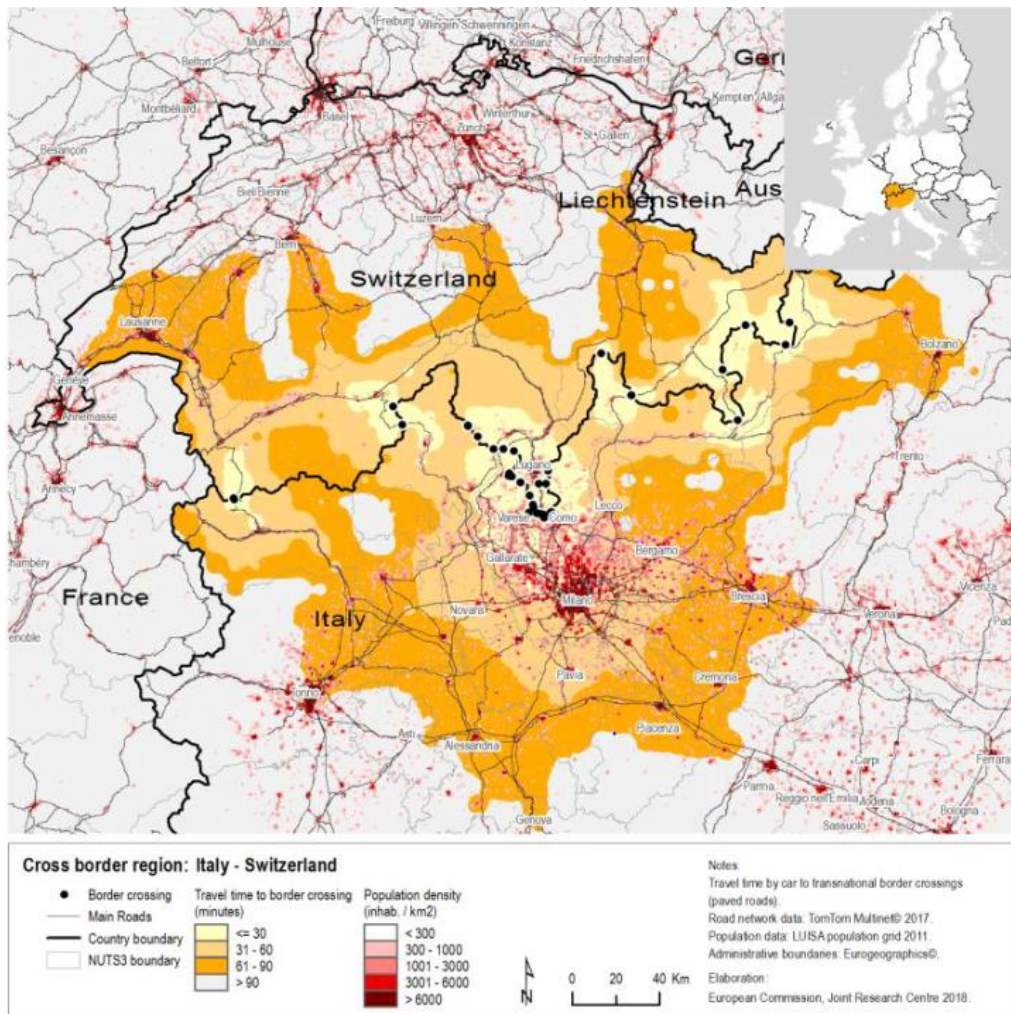 (Freiburg
Villingen-Schwenningen
Mulhouse
Konstanz
Belfort
Friedrichshafen
Ger
Kempten (Allga
Montbéliard
Basel
Winterthur
Zürich
St. Gallen
Besançon
Biel/Bienne
Liechtenstein
Aus
Luzern
Bern
Switzerland
Lausanne
Bolzano
Genève
Annemasse
Trento
Lugano
Annecy
Lecco
Varese
Como
Gallarate
Bergamo
Chambéry
France
Milano
Brescia
Vicenza
Novara
Verona
Pad
Italy
enoble
Pavia
Cremona
Torino
Piacenza
Asti
Alessandria
Carpi
Ferrara
Parma
Reggio nell'Emilia
Modena
Genova
Sassuolo
Bologna
Cross border region: Italy - Switzerland
Border crossing
Main Roads
Country boundary
NUTS3 boundary
Travel time to border crossing
(minutes)
<= 30
31 - 60
61 - 90
> 90
Population density
(inhab. / km2)
< 300
300 - 1000
1001 - 3000
3001 - 6000
> 6000
N
0 20 40 Km
Notes:
Travel time by car to transnational border crossings
(paved roads).
Road network data: TomTom Multinet© 2017.
Population data: LUISA population grid 2011.
Administrative boundaries: Eurogeographics©.
Elaboration:
European Commission, Joint Research Centre 2018.